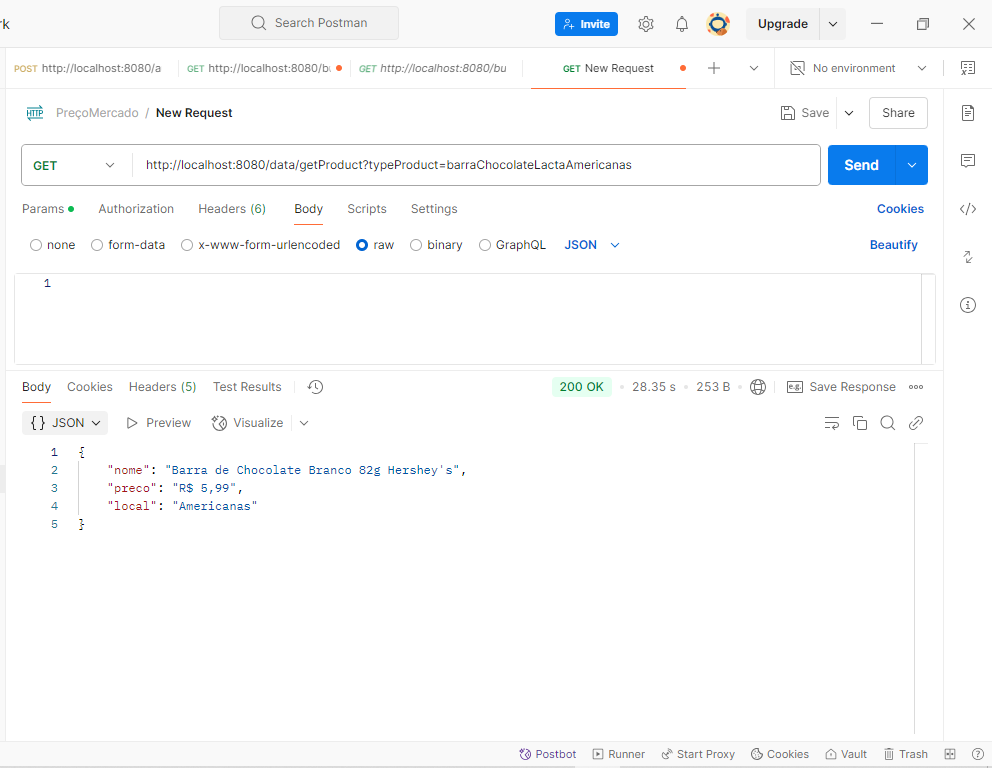 rk
Search Postman
Invite
Upgrade
POST http://localhost:8080/a
GET http://localhost:8080/bu
GET http://localhost:8080/bu
GET New Request
No environment
HTTP PreçoMercado / New Request
Save
Share
GET
http://localhost:8080/data/getProduct?typeProduct=barraChocolateLactaAmericanas
Send
Params Authorization Headers (6) Body Scripts Settings Cookies
none form-data x-www-form-urlencoded raw binary GraphQL JSON Beautify
1
Body Cookies Headers (5) Test Results 200 OK • 28.35 s • 253 B • e.g. Save Response
{} JSON Preview Visualize
1 {
2 "nome": "Barra de Chocolate Branco 82g Hershey's",
3 "preco": "R$ 5,99",
4 "local": "Americanas"
5 }
Postbot Runner Start Proxy Cookies Vault Trash